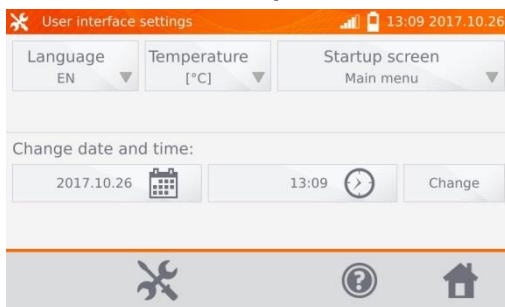 User interface settings 13:09 2017.10.26
Language Temperature Startup screen
EN [°C] Main menu
Change date and time:
2017.10.26 13:09 Change